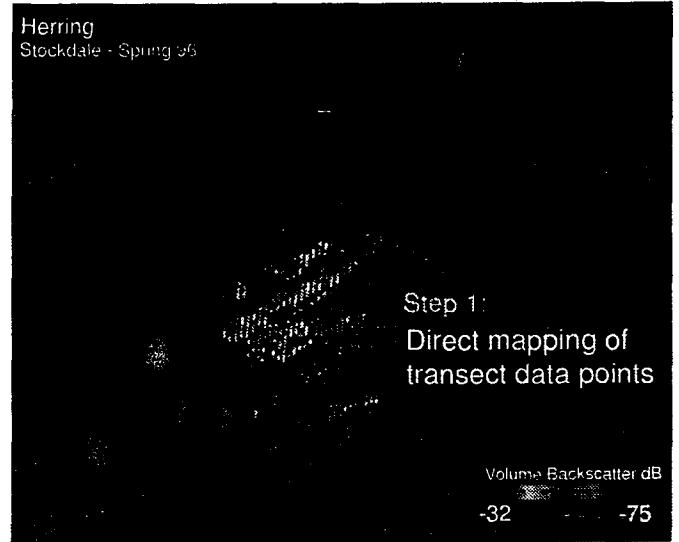 Herring
Stockdale - Spring 96
Step 1:
Direct mapping of
transect data points
Volume Backscatter dB
-32
-75